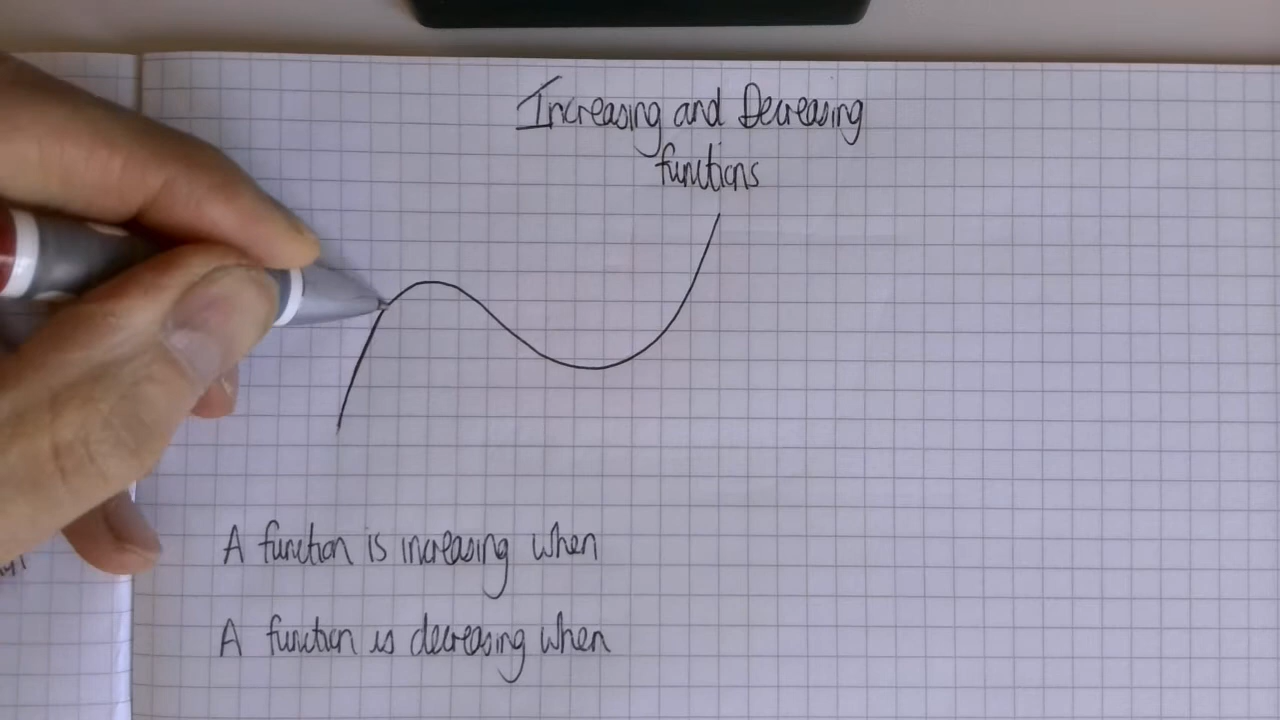 Increasing and Decreasing
functions
A function is increasing when
A function is decreasing when